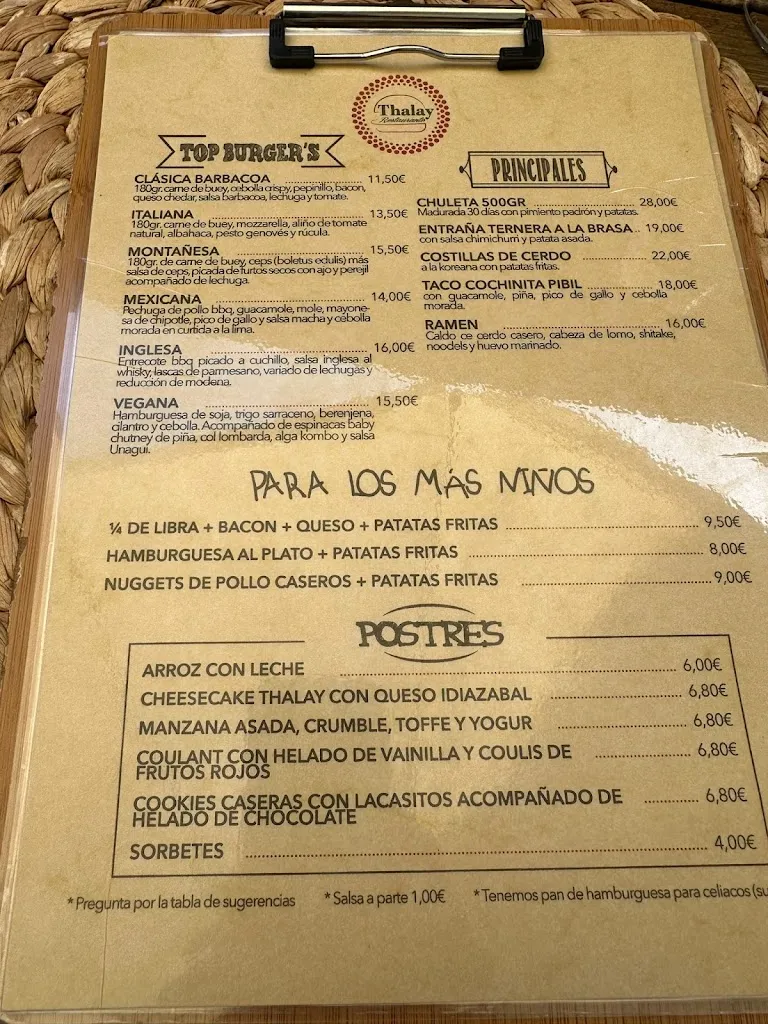 Thalay
Restaurante
TOP BURGER'S
CLÁSICA BARBACOA 11,50€
180gr. carne de buey, cebolla crispy, pepinillo, bacon,
queso chedar, salsa barbacoa, lechuga y tomate.
ITALIANA 13,50€
180gr. carne de buey, mozzarella, aliño de tomate
natural, albahaca, pesto genovés y rúcula.
MONTAÑESA 15,50€
180gr. de carne de buey, ceps (boletus edulis) más
salsa de ceps, picada de furtos secos con ajo y perejil
acompañado de lechuga.
MEXICANA 14,00€
Pechuga de pollo bbq, guacamole, mole, mayone-
sa de chipotle, pico de gallo y salsa macha y cebolla
morada en curtida a la lima.
INGLESA 16,00€
Entrecote bbq picado a cuchillo, salsa inglesa al
whisky, lascas de parmesano, variado de lechugas y
reducción de modena.
VEGANA 15,50€
Hamburguesa de soja, trigo sarraceno, berenjena,
cilantro y cebolla. Acompañado de espinacas baby
chutney de piña, col lombarda, alga kombo y salsa
Unagui.
PRINCIPALES
CHULETA 500GR 28,00€
Madurada 30 días con pimiento padrón y patatas.
ENTRAÑA TERNERA A LA BRASA.. 19,00€
con salsa chimichurri y patata asada.
COSTILLAS DE CERDO 22,00€
a la koreana con patatas fritas.
TACO COCHINITA PIBIL 18,00€
con guacamole, piña, pico de gallo y cebolla
morada.
RAMEN 16,00€
Caldo ce cerdo casero, cabeza de lomo, shitake,
noodels y huevo marinado.
PARA LOS MÁS NIÑOS
¼ DE LIBRA + BACON + QUESO + PATATAS FRITAS 9,50€
HAMBURGUESA AL PLATO + PATATAS FRITAS 8,00€
NUGGETS DE POLLO CASEROS + PATATAS FRITAS 9,00€
POSTRES
ARROZ CON LECHE 6,00€
CHEESECAKE THALAY CON QUESO IDIAZABAL 6,80€
MANZANA ASADA, CRUMBLE, TOFFE Y YOGUR 6,80€
COULANT CON HELADO DE VAINILLA Y COULIS DE 6,80€
FRUTOS ROJOS
COOKIES CASERAS CON LACASITOS ACOMPAÑADO DE 6,80€
HELADO DE CHOCOLATE
SORBETES 4,00€
* Pregunta por la tabla de sugerencias * Salsa a parte 1,00€ * Tenemos pan de hamburguesa para celiacos (su